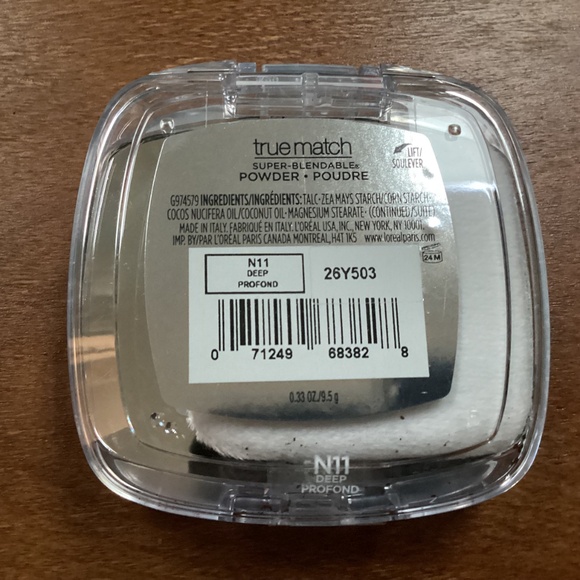 true match
SUPER-BLENDABLE
POWDER • POUDRE
LIFT/
SOULEVER
G974579 INGREDIENTS/INGRÉDIENTS: TALC • ZEA MAYS STARCH/CORN STARCH •
COCOS NUCIFERA OIL/COCONUT OIL • MAGNESIUM STEARATE • (CONTINUED/SUITE)
MADE IN ITALY, FABRIQUÉ EN ITALY. L'ORÉAL USA, INC., NEW YORK, NY 10001.
IMP. BY/PAR L'ORÉAL PARIS CANADA MONTREAL, H4T 1K5 www.lorealparis.com
24 M
N11
DEEP
PROFOND
26Y503
0 71249 68382 8
0.33 OZ./9.5 g
N11
DEEP
PROFOND